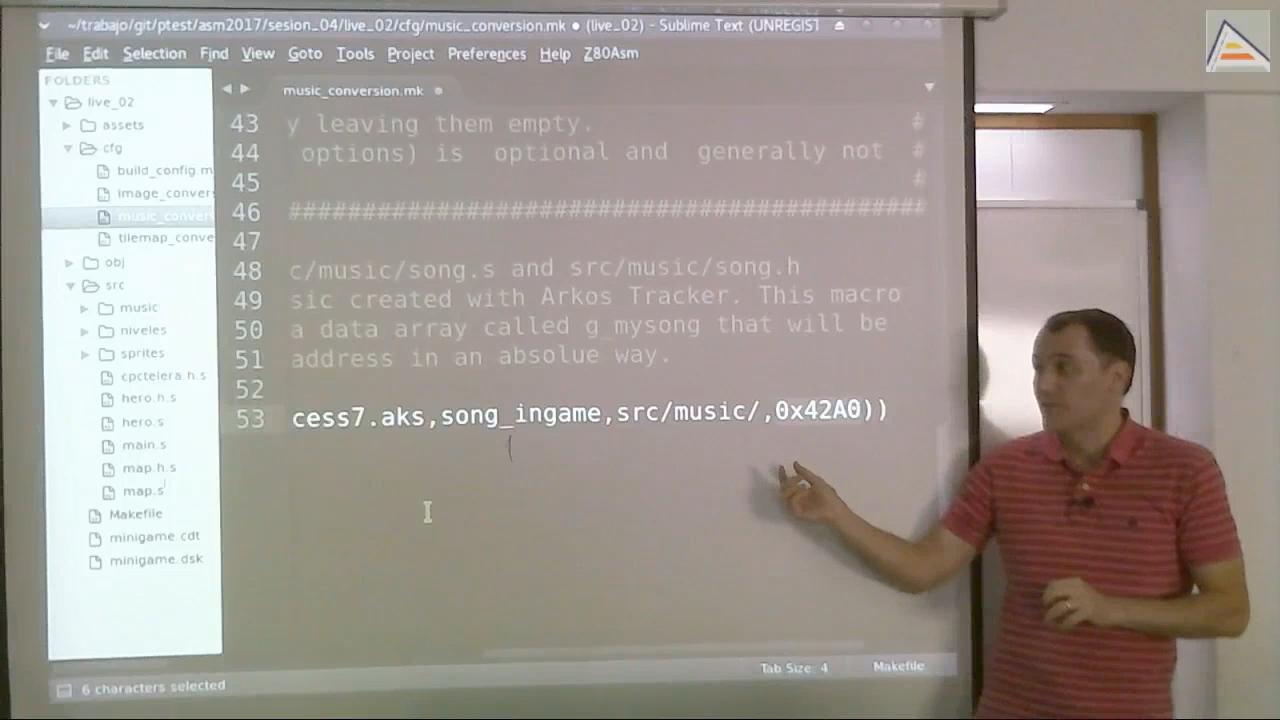 ~/trabajo/git/ptest/asm2017/sesion_04/live_02/cfg/music_conversion.mk • (live_02) - Sublime Text (UNREGIST
File Edit Selection Find View Goto Tools Project Preferences Help Z80Asm
FOLDERS
live_02
assets
cfg
build_config.m
image_conver
music_convers
tilemap_conve
obj
src
music
niveles
sprites
cpctelera.h.s
hero.h.s
hero.s
main.s
map.h.s
map.s
Makefile
minigame.cdt
minigame.dsk
music_conversion.mk
43 y leaving them empty. #
44 options) is optional and generally not #
45 #
46 ############################################
47
48 c/music/song.s and src/music/song.h
49 sic created with Arkos Tracker. This macro
50 a data array called g_mysong that will be
51 address in an absolue way.
52
53 cess7.aks,song_ingame,src/music/,0x42A0))
6 characters selected
Tab Size: 4 Makefile